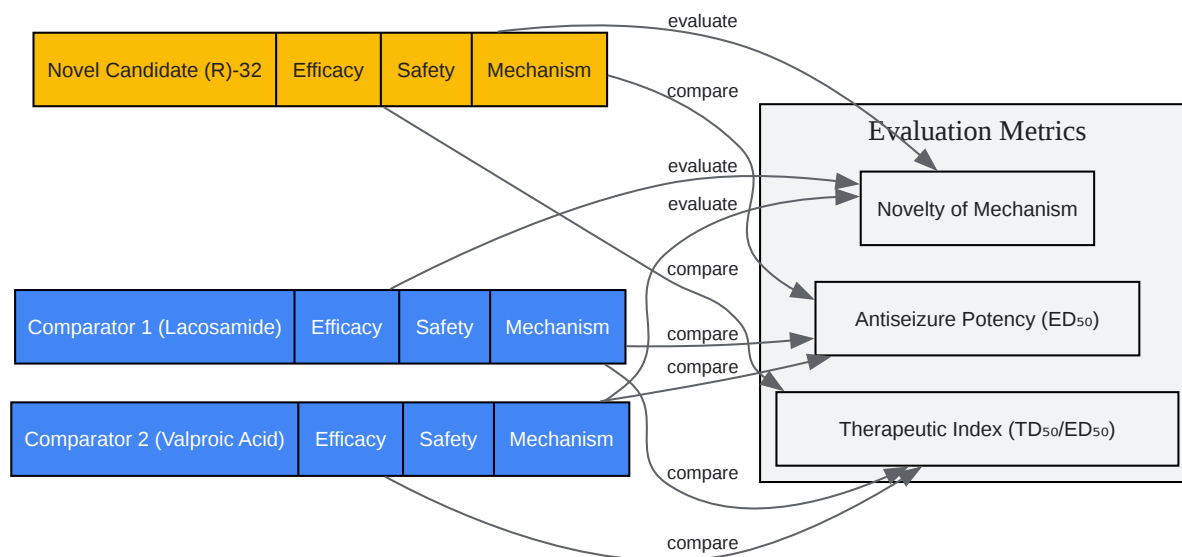 evaluate
Novel Candidate (R)-32 Efficacy Safety Mechanism
compare
Evaluation Metrics
evaluate
Novelty of Mechanism
evaluate
compare
Comparator 1 (Lacosamide) Efficacy Safety Mechanism
Antiseizure Potency (ED₅₀)
compare
compare
Comparator 2 (Valproic Acid) Efficacy Safety Mechanism
Therapeutic Index (TD₅₀/ED₅₀)
compare
compare